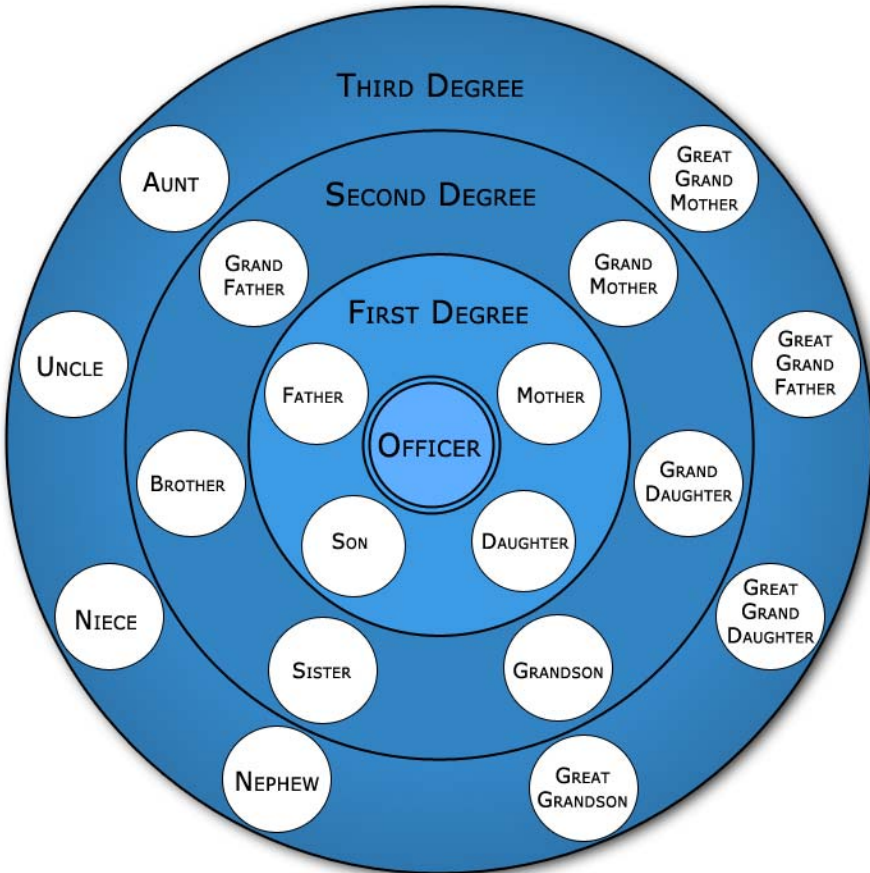 THIRD DEGREE
AUNT
GREAT
GRAND
MOTHER
SECOND DEGREE
GRAND
FATHER
GRAND
MOTHER
FIRST DEGREE
UNCLE
GREAT
GRAND
FATHER
FATHER
MOTHER
OFFICER
BROTHER
GRAND
DAUGHTER
SON
DAUGHTER
NIECE
GREAT
GRAND
DAUGHTER
SISTER
GRANDSON
NEPHEW
GREAT
GRANDSON